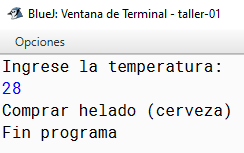 BlueJ: Ventana de Terminal - taller-01
Opciones
Ingrese la temperatura:
28
Comprar helado (cerveza)
Fin programa